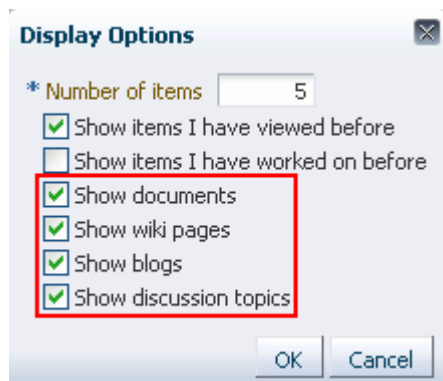 Display Options
* Number of items 5
Show items I have viewed before
Show items I have worked on before
Show documents
Show wiki pages
Show blogs
Show discussion topics
OK Cancel